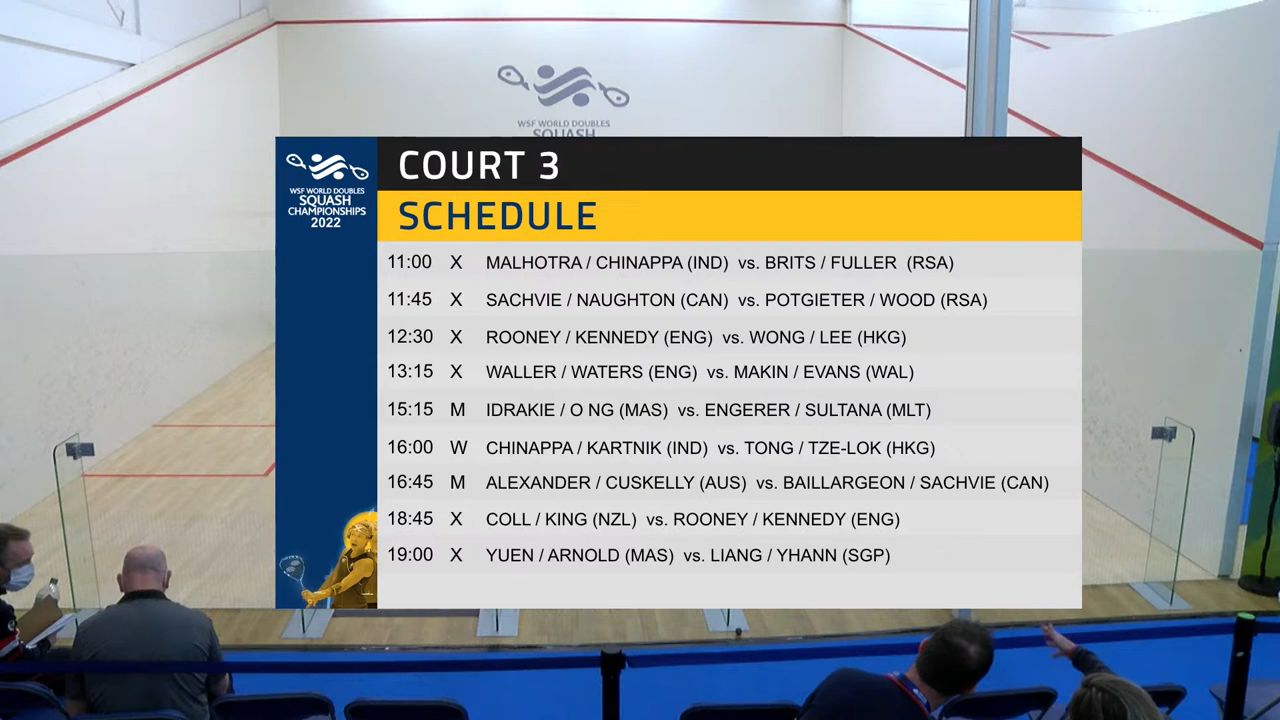 WSF WORLD DOUBLES
SQUASH
WSF WORLD DOUBLES
SQUASH
CHAMPIONSHIPS
2022
COURT 3
SCHEDULE
11:00 X MALHOTRA / CHINAPPA (IND) vs. BRITS / FULLER (RSA)
11:45 X SACHVIE / NAUGHTON (CAN) vs. POTGIETER / WOOD (RSA)
12:30 X ROONEY / KENNEDY (ENG) vs. WONG / LEE (HKG)
13:15 X WALLER / WATERS (ENG) vs. MAKIN / EVANS (WAL)
15:15 M IDRAKIE / O NG (MAS) vs. ENGERER / SULTANA (MLT)
16:00 W CHINAPPA / KARTNIK (IND) vs. TONG / TZE-LOK (HKG)
16:45 M ALEXANDER / CUSKELLY (AUS) vs. BAILLARGEON / SACHVIE (CAN)
18:45 X COLL / KING (NZL) vs. ROONEY / KENNEDY (ENG)
19:00 X YUEN / ARNOLD (MAS) vs. LIANG / YHANN (SGP)